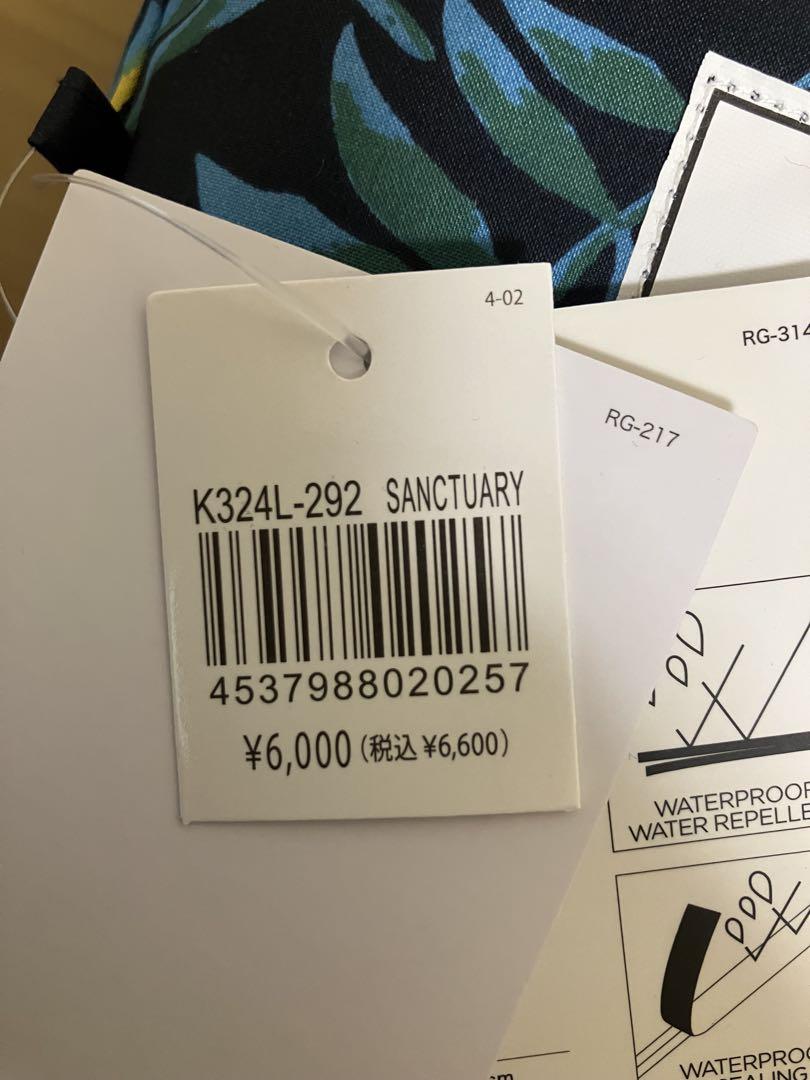 4-02
K324L-292 SANCTUARY
4537988020257
¥6,000(税込¥6,600)
RG-217
RG-314
WATERPROOF
WATER REPELLE
WATERPROO